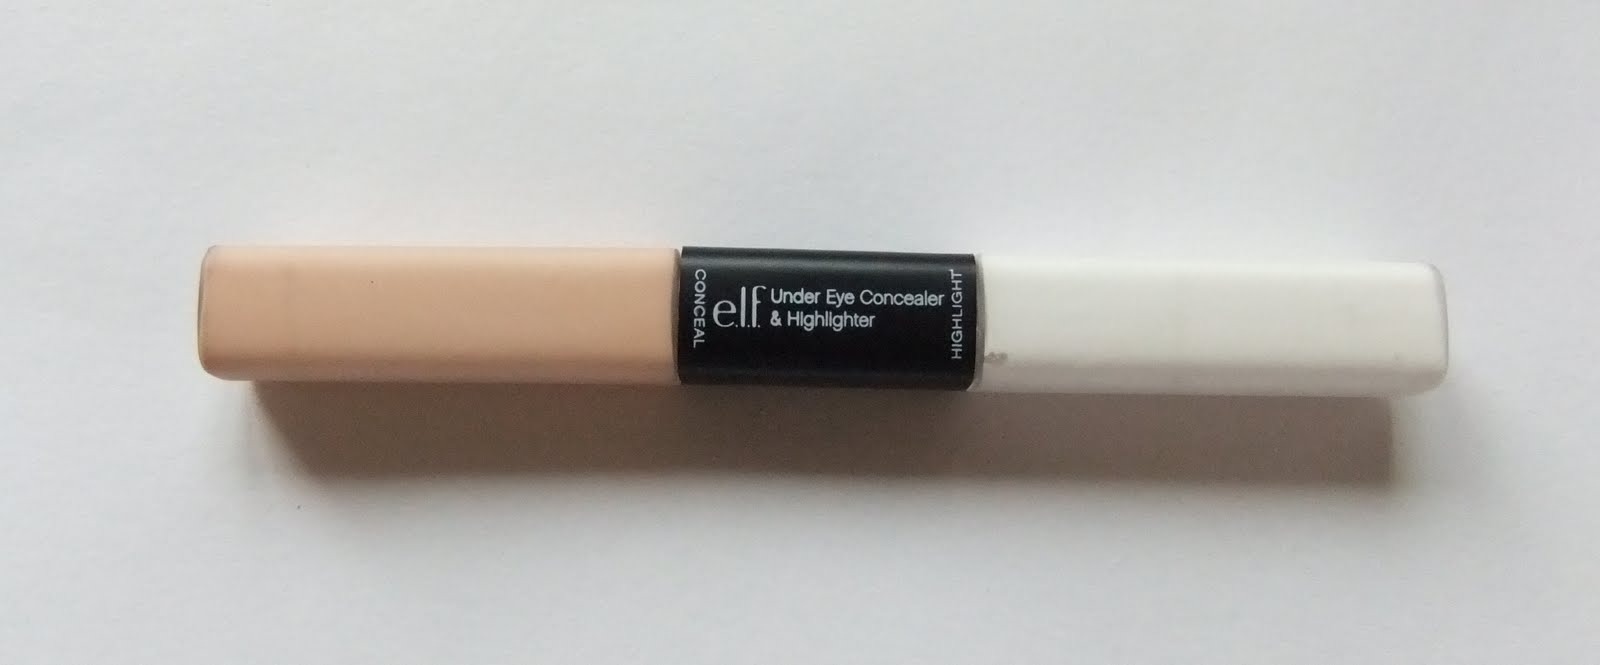 CONCEAL
e.l.f.
Under Eye Concealer
& Highlighter
HIGHLIGHT